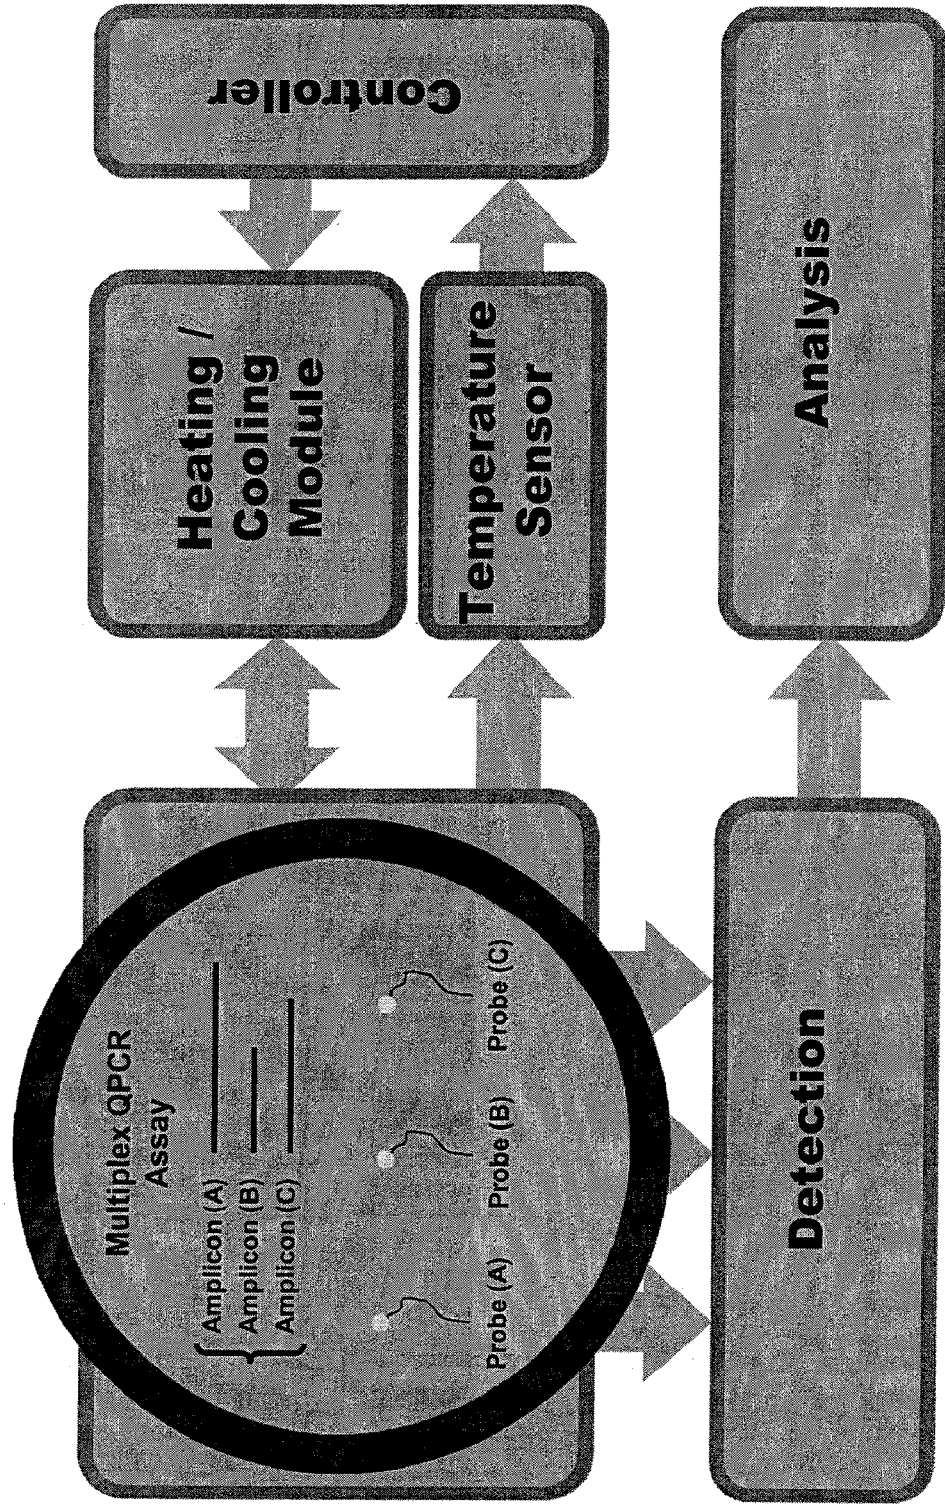 Multiplex QPCR
Assay
Amplicon (A)
Amplicon (B)
Amplicon (C)
Probe (A)
Probe (B)
Probe (C)
Heating /
Cooling
Module
Temperature
Sensor
Controller
Detection
Analysis